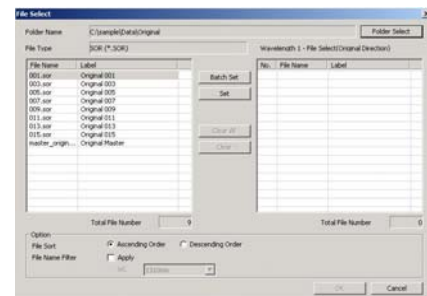 File Select
Folder Name C:\sample\Data\Original Folder Select
File Type SOR (*.SOR) Wavelength 1 - File Select(Original Direction)
File Name Label No. File Name Label
001.sor Original 001
003.sor Original 003
005.sor Original 005
007.sor Original 007
009.sor Original 009
011.sor Original 011
013.sor Original 013
015.sor Original 015
master_origin... Original Master
Batch Set
Set
Clear All
Clear
Total File Number 9 Total File Number 0
Option
File Sort Ascending Order Descending Order
File Name Filter Apply
WL 1310nm
OK Cancel